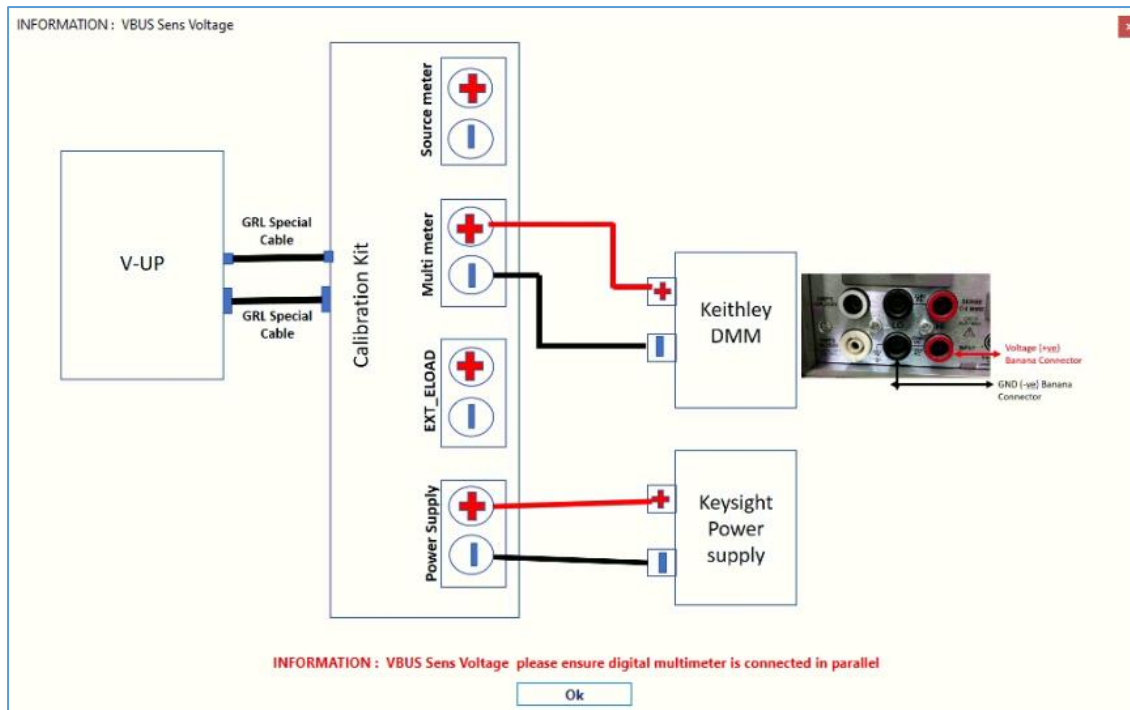 INFORMATION : VBUS Sens Voltage
Source meter
GRL Special
Cable
V-UP
GRL Special
Cable
Calibration Kit
Multi meter
Keithley
DMM
Voltage (+ve)
Banana Connector
GND (-ve) Banana
Connector
EXT_ELOAD
Power Supply
Keysight
Power
supply
INFORMATION : VBUS Sens Voltage please ensure digital multimeter is connected in parallel
Ok